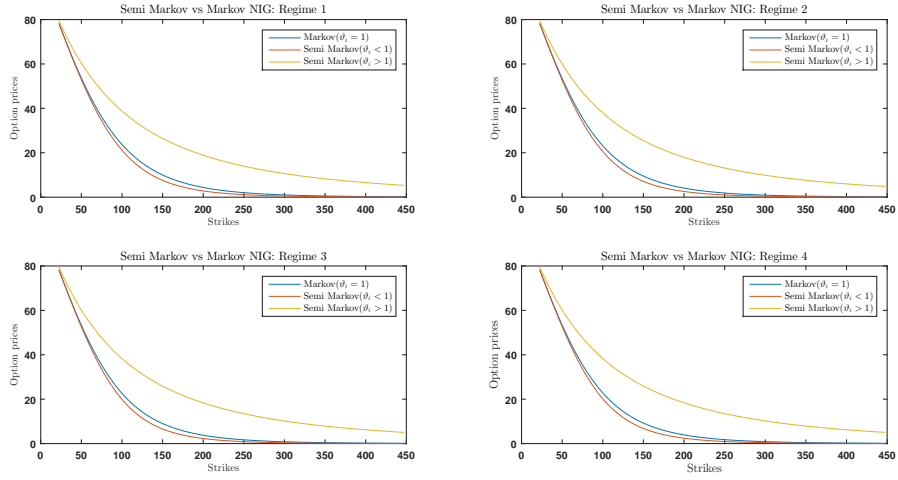 Semi Markov vs Markov NIG: Regime 1
Option prices
80
60
40
20
0
Markov(ϑᵢ = 1)
Semi Markov(ϑᵢ < 1)
Semi Markov(ϑᵢ > 1)
0 50 100 150 200 250 300 350 400 450
Strikes
Semi Markov vs Markov NIG: Regime 2
Option prices
80
60
40
20
0
Markov(ϑᵢ = 1)
Semi Markov(ϑᵢ < 1)
Semi Markov(ϑᵢ > 1)
0 50 100 150 200 250 300 350 400 450
Strikes
Semi Markov vs Markov NIG: Regime 3
Option prices
80
60
40
20
0
Markov(ϑᵢ = 1)
Semi Markov(ϑᵢ < 1)
Semi Markov(ϑᵢ > 1)
0 50 100 150 200 250 300 350 400 450
Strikes
Semi Markov vs Markov NIG: Regime 4
Option prices
80
60
40
20
0
Markov(ϑᵢ = 1)
Semi Markov(ϑᵢ < 1)
Semi Markov(ϑᵢ > 1)
0 50 100 150 200 250 300 350 400 450
Strikes